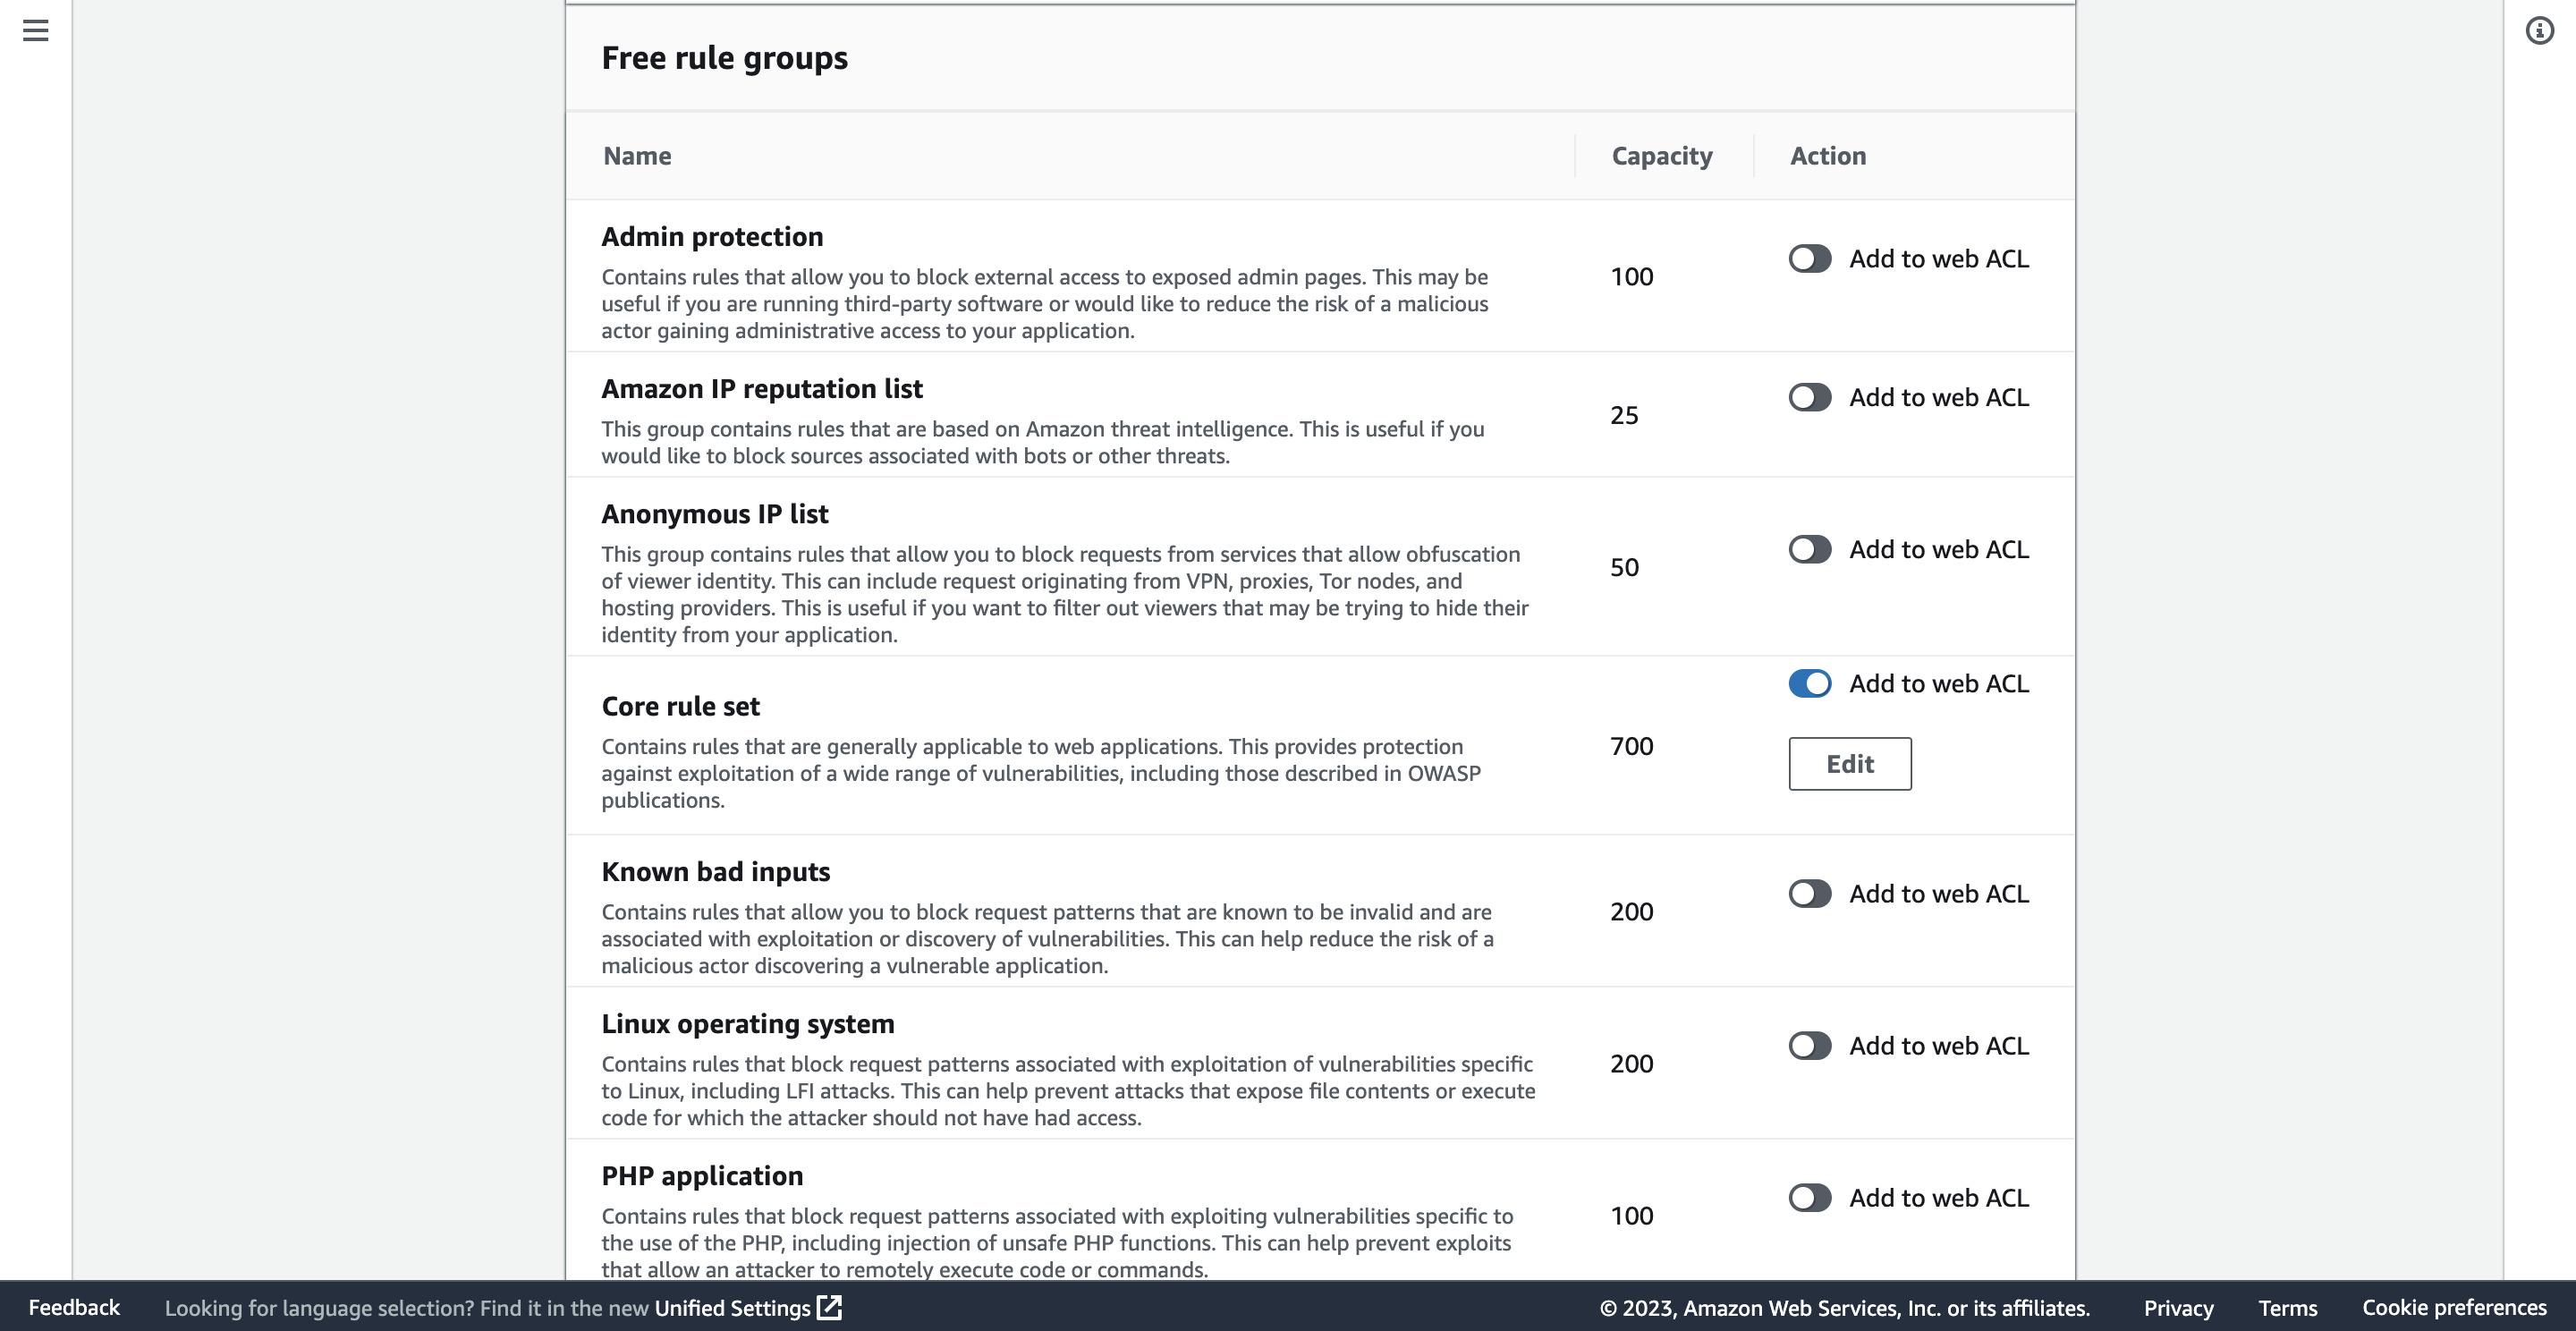 Free rule groups
Name Capacity Action
Admin protection
Contains rules that allow you to block external access to exposed admin pages. This may be
useful if you are running third-party software or would like to reduce the risk of a malicious
actor gaining administrative access to your application.
100
Add to web ACL
Amazon IP reputation list
This group contains rules that are based on Amazon threat intelligence. This is useful if you
would like to block sources associated with bots or other threats.
25
Add to web ACL
Anonymous IP list
This group contains rules that allow you to block requests from services that allow obfuscation
of viewer identity. This can include request originating from VPN, proxies, Tor nodes, and
hosting providers. This is useful if you want to filter out viewers that may be trying to hide their
identity from your application.
50
Add to web ACL
Core rule set
Contains rules that are generally applicable to web applications. This provides protection
against exploitation of a wide range of vulnerabilities, including those described in OWASP
publications.
700
Add to web ACL
Edit
Known bad inputs
Contains rules that allow you to block request patterns that are known to be invalid and are
associated with exploitation or discovery of vulnerabilities. This can help reduce the risk of a
malicious actor discovering a vulnerable application.
200
Add to web ACL
Linux operating system
Contains rules that block request patterns associated with exploitation of vulnerabilities specific
to Linux, including LFI attacks. This can help prevent attacks that expose file contents or execute
code for which the attacker should not have had access.
200
Add to web ACL
PHP application
Contains rules that block request patterns associated with exploiting vulnerabilities specific to
the use of the PHP, including injection of unsafe PHP functions. This can help prevent exploits
that allow an attacker to remotely execute code or commands.
100
Add to web ACL
Feedback Looking for language selection? Find it in the new Unified Settings © 2023, Amazon Web Services, Inc. or its affiliates. Privacy Terms Cookie preferences